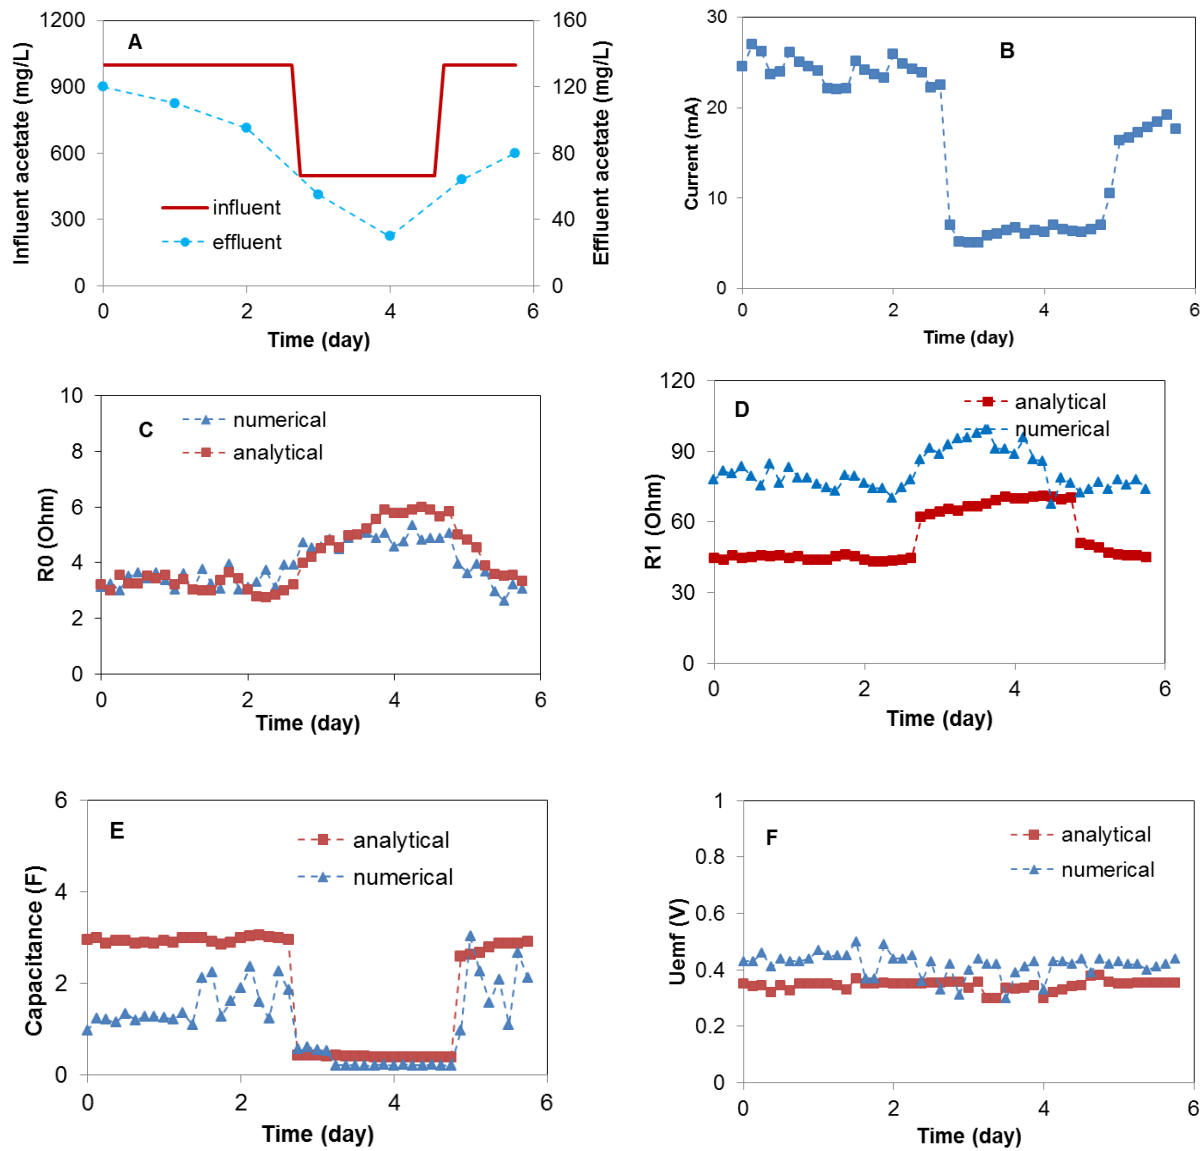 A
Influent acetate (mg/L)
1200
900
600
300
0
160
120
80
40
0
Effluent acetate (mg/L)
influent
effluent
0
2
4
6
Time (day)
B
Current (mA)
30
20
10
0
0
2
4
6
Time (day)
C
R0 (Ohm)
10
8
6
4
2
0
numerical
analytical
0
2
4
6
Time (day)
D
R1 (Ohm)
120
90
60
30
0
analytical
numerical
0
2
4
6
Time (day)
E
Capacitance (F)
6
4
2
0
analytical
numerical
0
2
4
6
Time (day)
F
Uemf (V)
1
0.8
0.6
0.4
0.2
0
analytical
numerical
0
2
4
6
Time (day)